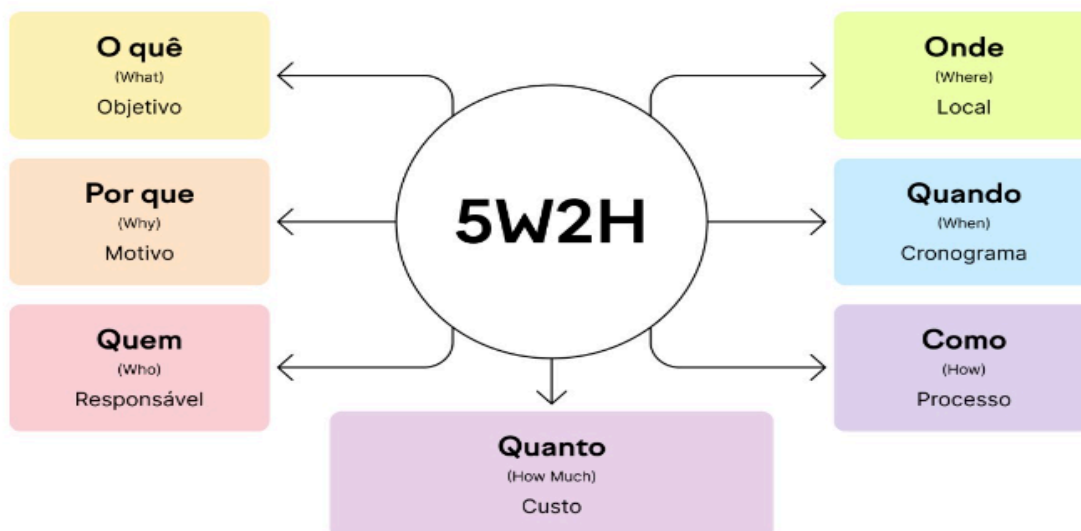 O quê
(What)
Objetivo
Por que
(Why)
Motivo
Quem
(Who)
Responsável
5W2H
Onde
(Where)
Local
Quando
(When)
Cronograma
Como
(How)
Processo
Quanto
(How Much)
Custo